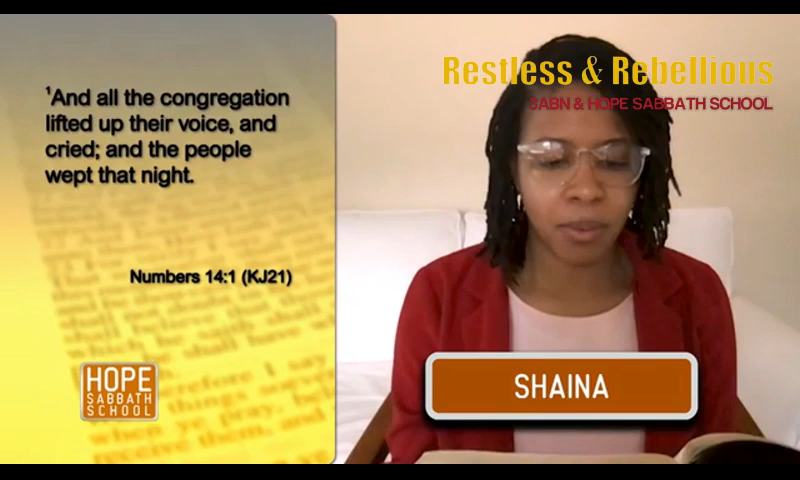 Restless & Rebellious
3ABN & HOPE SABBATH SCHOOL
¹And all the congregation
lifted up their voice, and
cried; and the people
wept that night.
Numbers 14:1 (KJ21)
HOPE
SABBATH
SCHOOL
SHAINA